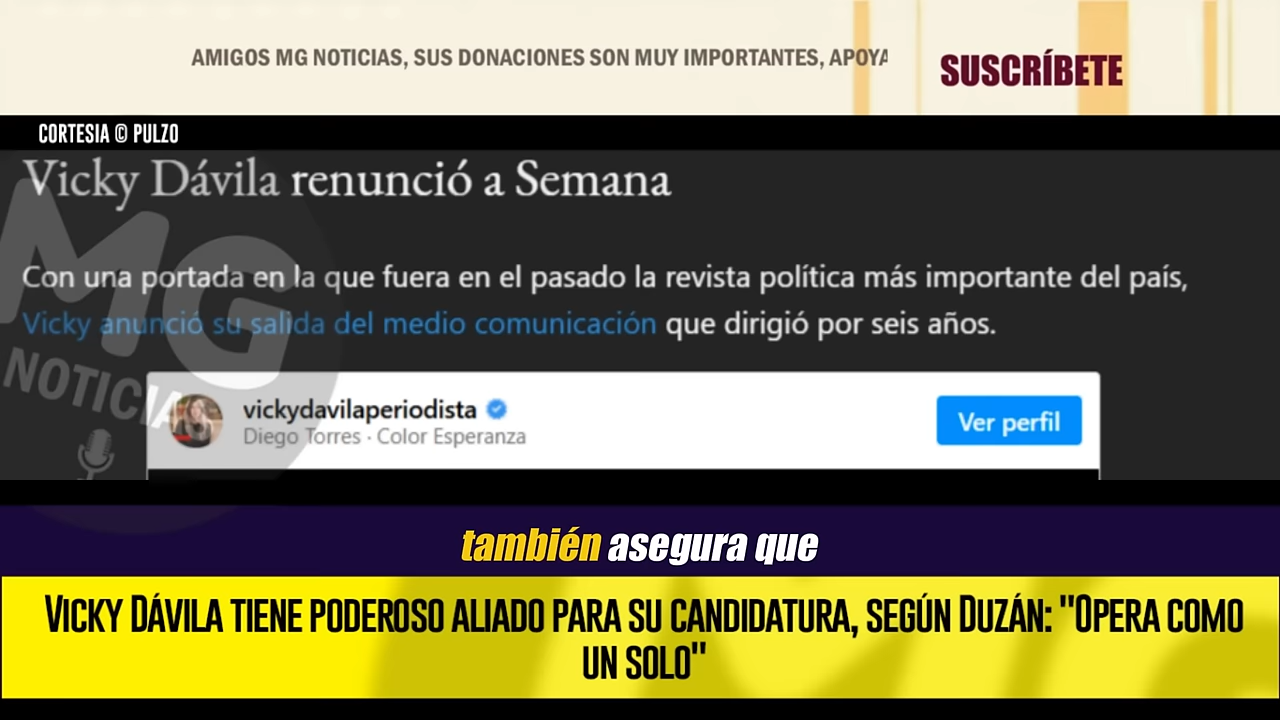 AMIGOS MG NOTICIAS, SUS DONACIONES SON MUY IMPORTANTES, APOYA
SUSCRÍBETE
CORTESIA © PULZO
Vicky Dávila renunció a Semana
Con una portada en la que fuera en el pasado la revista política más importante del país,
Vicky anunció su salida del medio comunicación que dirigió por seis años.
MG
NOTICIA
vickydavilaperiodista
Diego Torres · Color Esperanza
Ver perfil
también asegura que
VICKY DÁVILA TIENE PODEROSO ALIADO PARA SU CANDIDATURA, SEGÚN DUZÁN: "OPERA COMO
UN SOLO"